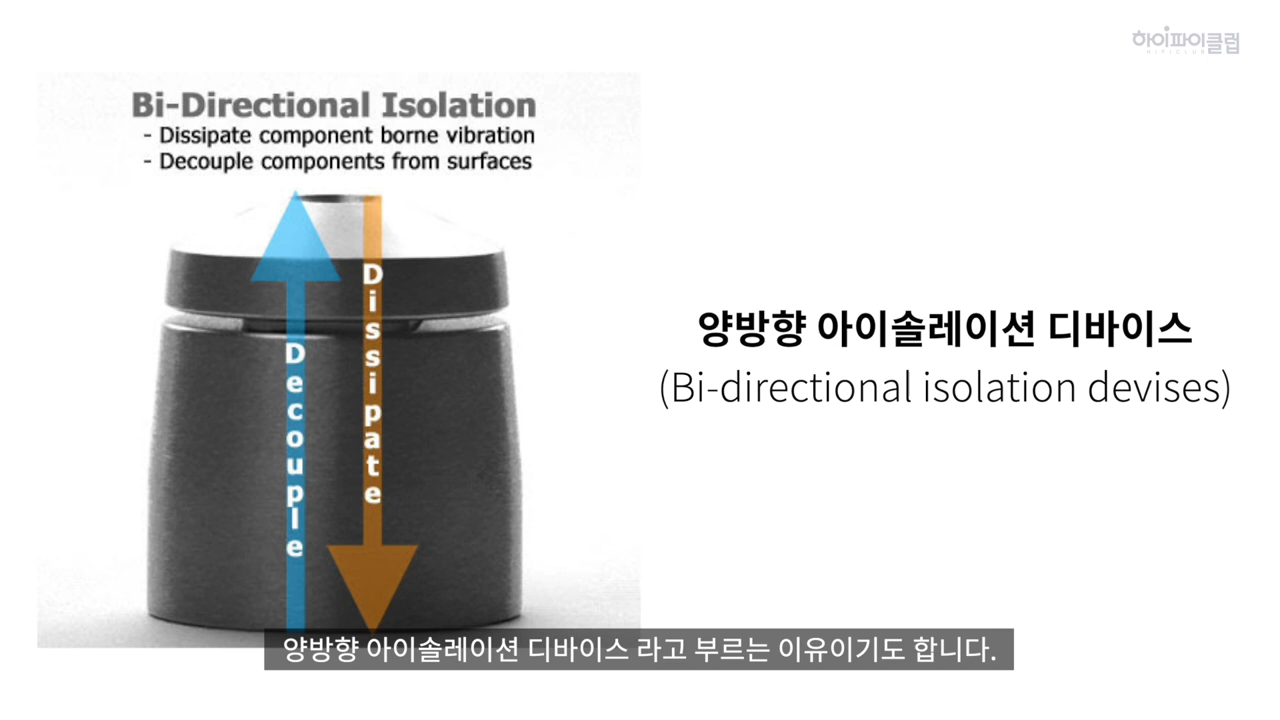 하이파이클럽
HIFICLUB
Bi-Directional Isolation
- Dissipate component borne vibration
- Decouple components from surfaces
Decouple
Dissipate
양방향 아이솔레이션 디바이스
(Bi-directional isolation devises)
양방향 아이솔레이션 디바이스 라고 부르는 이유이기도 합니다.